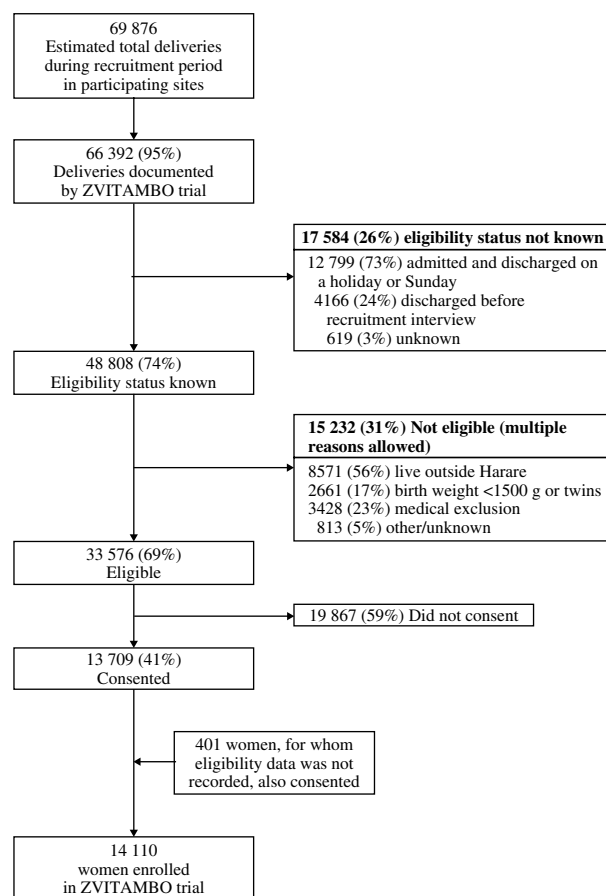 69 876
Estimated total deliveries
during recruitment period
in participating sites
66 392 (95%)
Deliveries documented
by ZVITAMBO trial
17 584 (26%) eligibility status not known
12 799 (73%) admitted and discharged on
a holiday or Sunday
4166 (24%) discharged before
recruitment interview
619 (3%) unknown
48 808 (74%)
Eligibility status known
15 232 (31%) Not eligible (multiple
reasons allowed)
8571 (56%) live outside Harare
2661 (17%) birth weight <1500 g or twins
3428 (23%) medical exclusion
813 (5%) other/unknown
33 576 (69%)
Eligible
19 867 (59%) Did not consent
13 709 (41%)
Consented
401 women, for whom
eligibility data was not
recorded, also consented
14 110
women enrolled
in ZVITAMBO trial